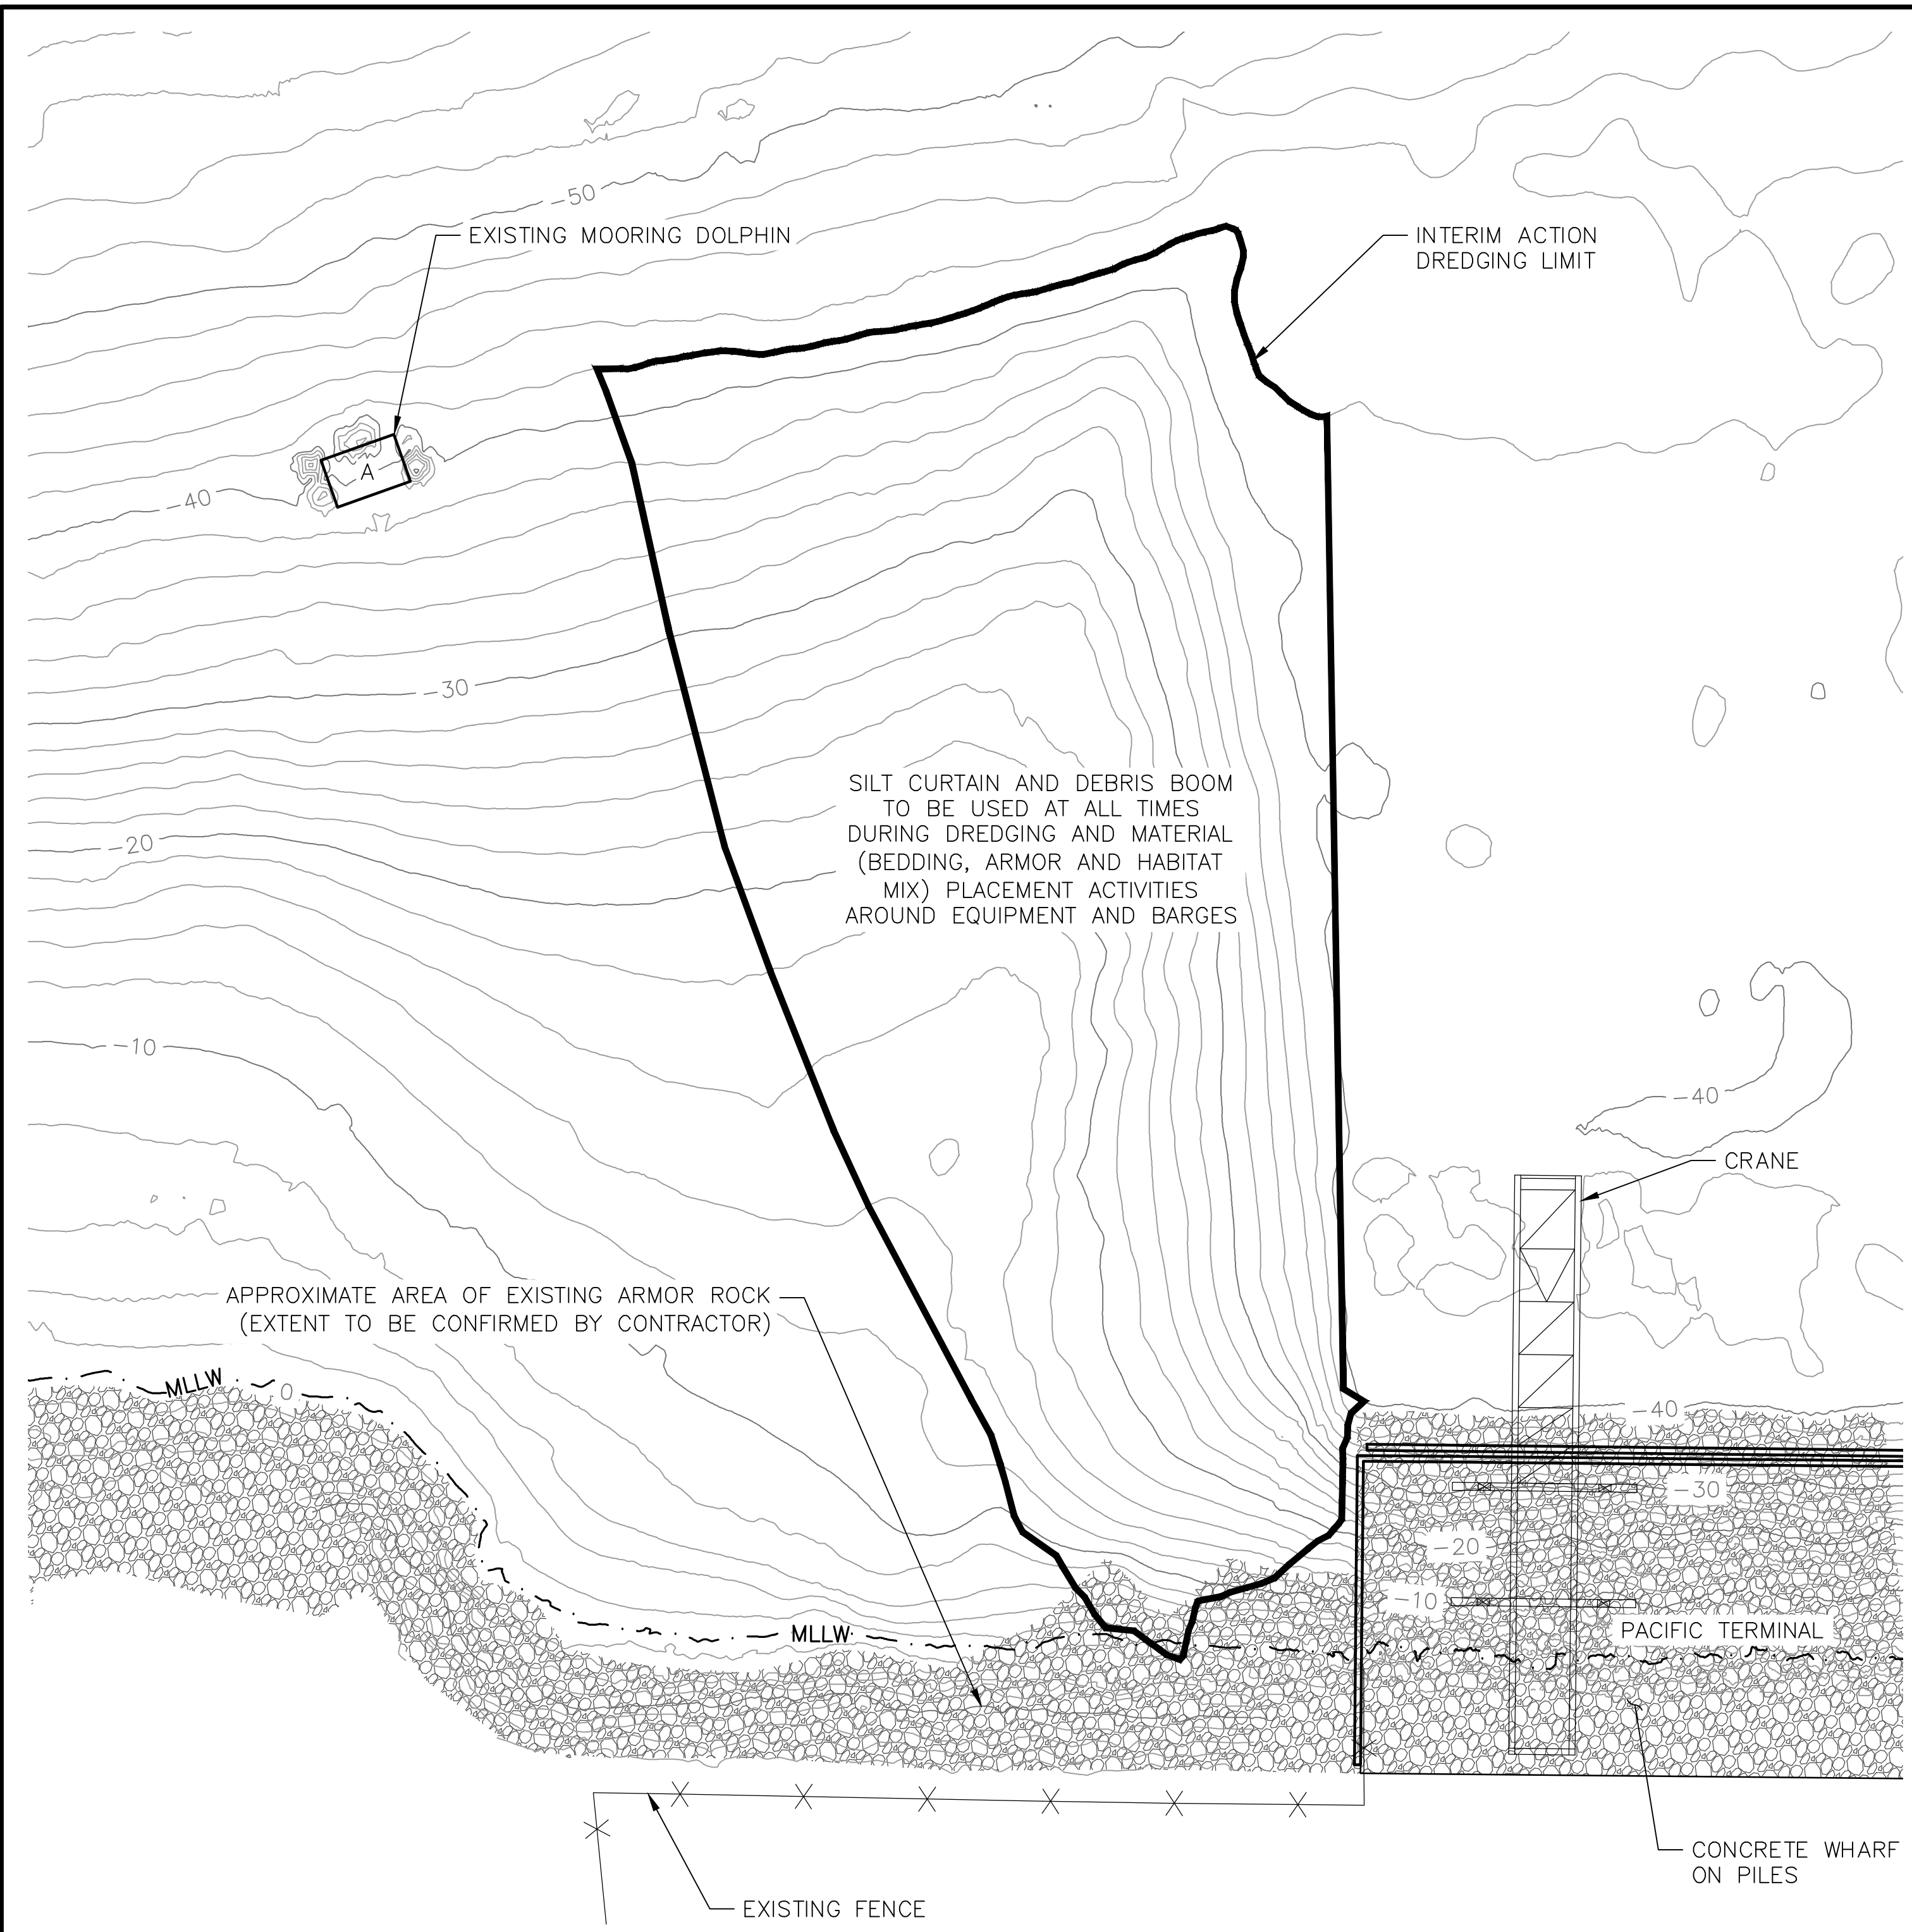 -50
EXISTING MOORING DOLPHIN
INTERIM ACTION
DREDGING LIMIT
A
-40
-30
SILT CURTAIN AND DEBRIS BOOM
TO BE USED AT ALL TIMES
DURING DREDGING AND MATERIAL
(BEDDING, ARMOR AND HABITAT
MIX) PLACEMENT ACTIVITIES
AROUND EQUIPMENT AND BARGES
-20
-10
-40
CRANE
APPROXIMATE AREA OF EXISTING ARMOR ROCK
(EXTENT TO BE CONFIRMED BY CONTRACTOR)
MLLW
0
-40
-30
-20
-10
PACIFIC TERMINAL
MLLW
CONCRETE WHARF
ON PILES
EXISTING FENCE